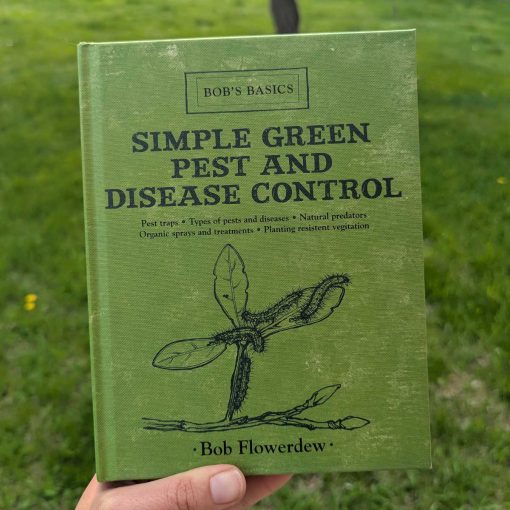 BOB'S BASICS
SIMPLE GREEN
PEST AND
DISEASE CONTROL
Pest traps • Types of pests and diseases • Natural predators
Organic sprays and treatments • Planting resistent vegitation
· Bob Flowerdew ·